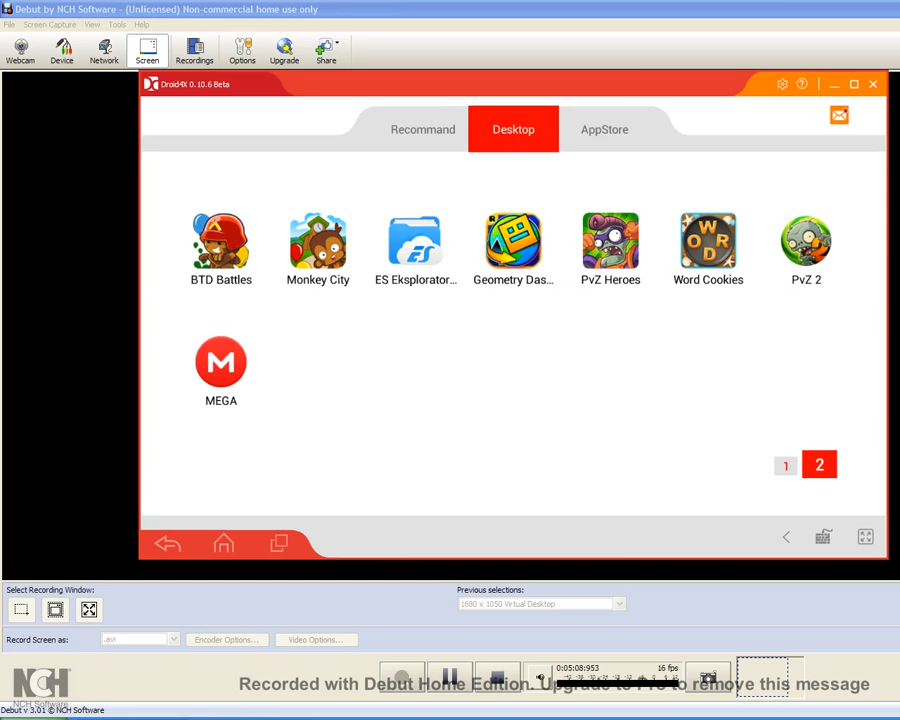 Debut by NCH Software - (Unlicensed) Non-commercial home use only
File Screen Capture View Tools Help
Webcam Device Network Screen Recordings Options Upgrade Share
Droid4X 0.10.6 Beta
Recommand Desktop AppStore
WORD
BTD Battles Monkey City ES Eksplorator... Geometry Das... PvZ Heroes Word Cookies PvZ 2
M
MEGA
1 2
Select Recording Window:
Previous selections:
1680 x 1050 Virtual Desktop
Record Screen as: .avi Encoder Options... Video Options...
0:05:08:953 16 fps
NCH
NCH Software
Recorded with Debut Home Edition. Upgrade to Pro to remove this message
Debut v 3.01 © NCH Software